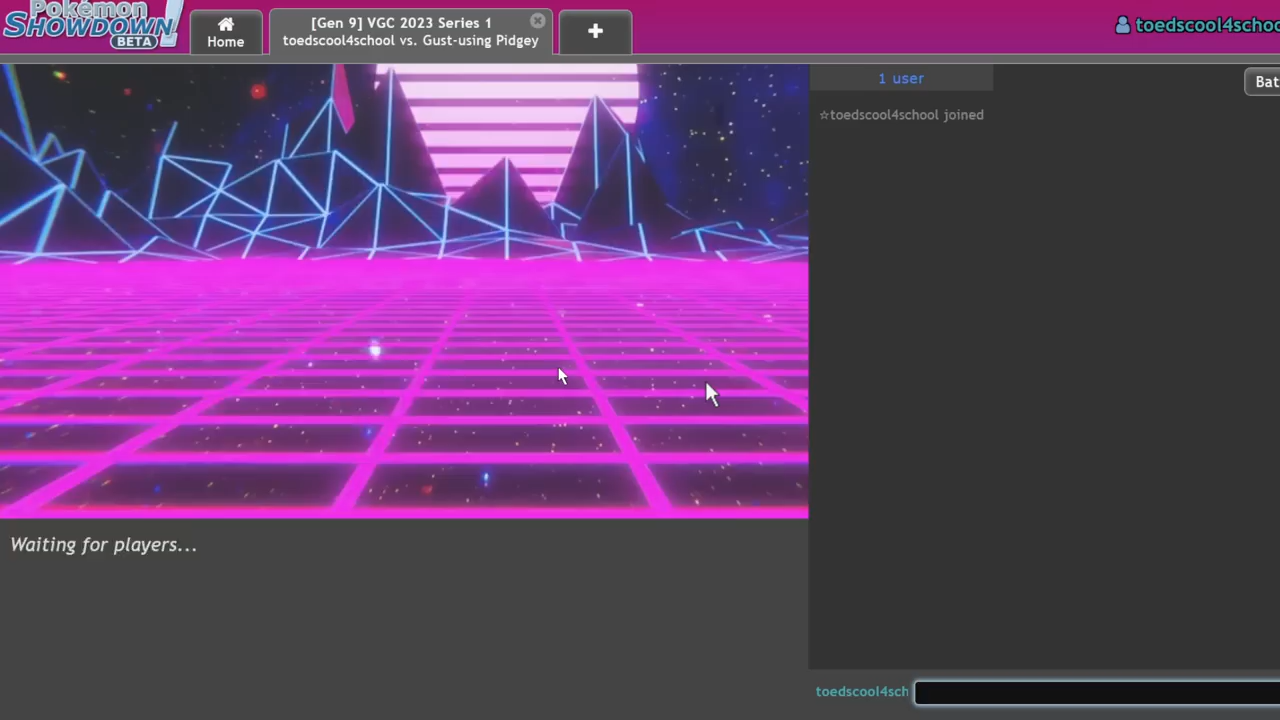 Pokémon
SHOWDOWN!
BETA
Home
[Gen 9] VGC 2023 Series 1
toedscool4school vs. Gust-using Pidgey
toedscool4schoo
1 user
Bat
☆toedscool4school joined
Waiting for players...
toedscool4sch